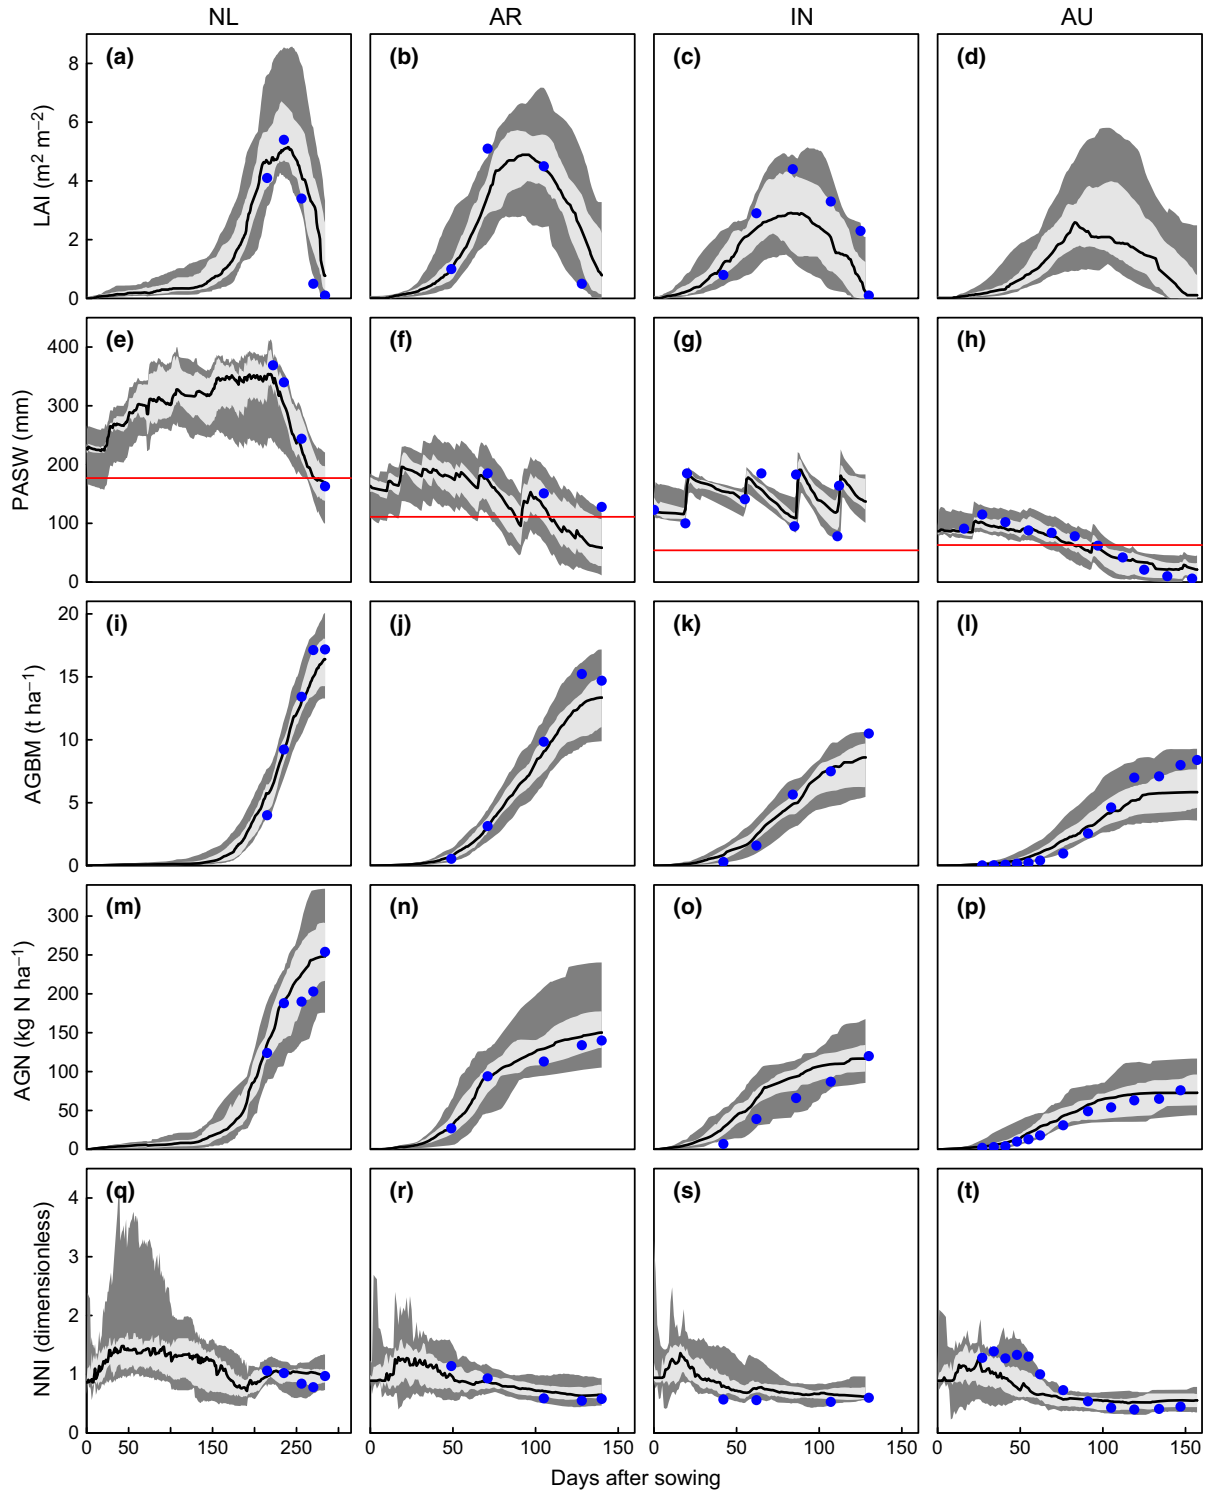 NL AR IN AU
(a) (b) (c) (d)
LAI (m² m⁻²)
8
6
4
2
0
(e) (f) (g) (h)
PASW (mm)
400
300
200
100
0
(i) (j) (k) (l)
AGBM (t ha⁻¹)
20
15
10
5
0
(m) (n) (o) (p)
AGN (kg N ha⁻¹)
300
250
200
150
100
50
0
(q) (r) (s) (t)
NNI (dimensionless)
4
3
2
1
0
0 50 150 250 0 50 100 150 0 50 100 150 0 50 100 150
Days after sowing